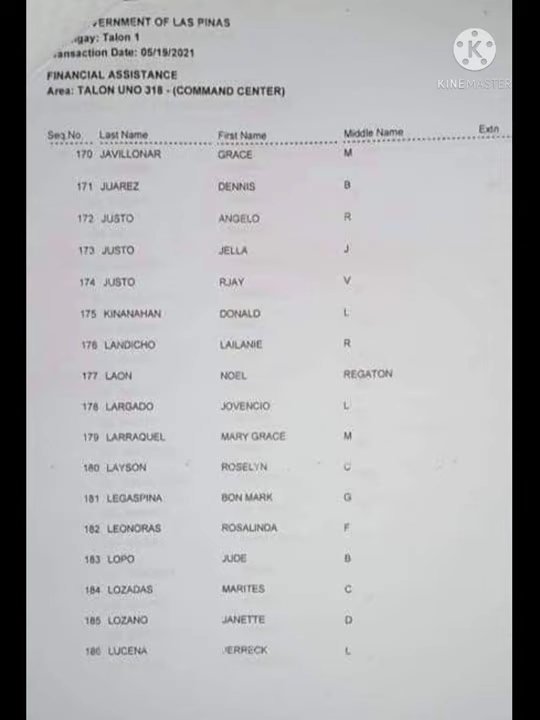 VERNMENT OF LAS PINAS
gay: Talon 1
ansaction Date: 05/19/2021
FINANCIAL ASSISTANCE
Area: TALON UNO 318 - (COMMAND CENTER)
KINEMASTER
Seq No. Last Name First Name Middle Name Extn
170 JAVILLONAR GRACE M
171 JUAREZ DENNIS B
172 JUSTO ANGELO R
173 JUSTO JELLA J
174 JUSTO RJAY V
175 KINANAHAN DONALD L
176 LANDICHO LAILANIE R
177 LAON NOEL REGATON
178 LARGADO JOVENCIO L
179 LARRAQUEL MARY GRACE M
180 LAYSON ROSELYN C
181 LEGASPINA BON MARK G
182 LEONORAS ROSALINDA F
183 LOPO JUDE B
184 LOZADAS MARITES C
185 LOZANO JANETTE D
186 LUCENA JERRECK L